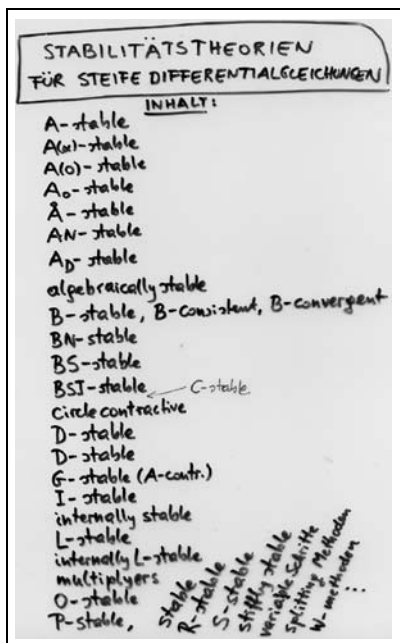 STABILITÄTSTHEORIEN
FÜR STEIFE DIFFERENTIALGLEICHUNGEN
INHALT:
A-stable
A(α)-stable
A(0)-stable
A₀-stable
Å-stable
AN-stable
A_D-stable
algebraically stable
B-stable, B-consistent, B-convergent
BN-stable
BS-stable
BSI-stable ← C-stable
circle contractive
D-stable
D-stable
G-stable (A-contr.)
I-stable
internally stable
L-stable
internally L-stable
multiplyers
O-stable
P-stable,
stable
R-stable
S-stable
stiffly stable
variable Schritte
splitting Methoden
W-methoden
...